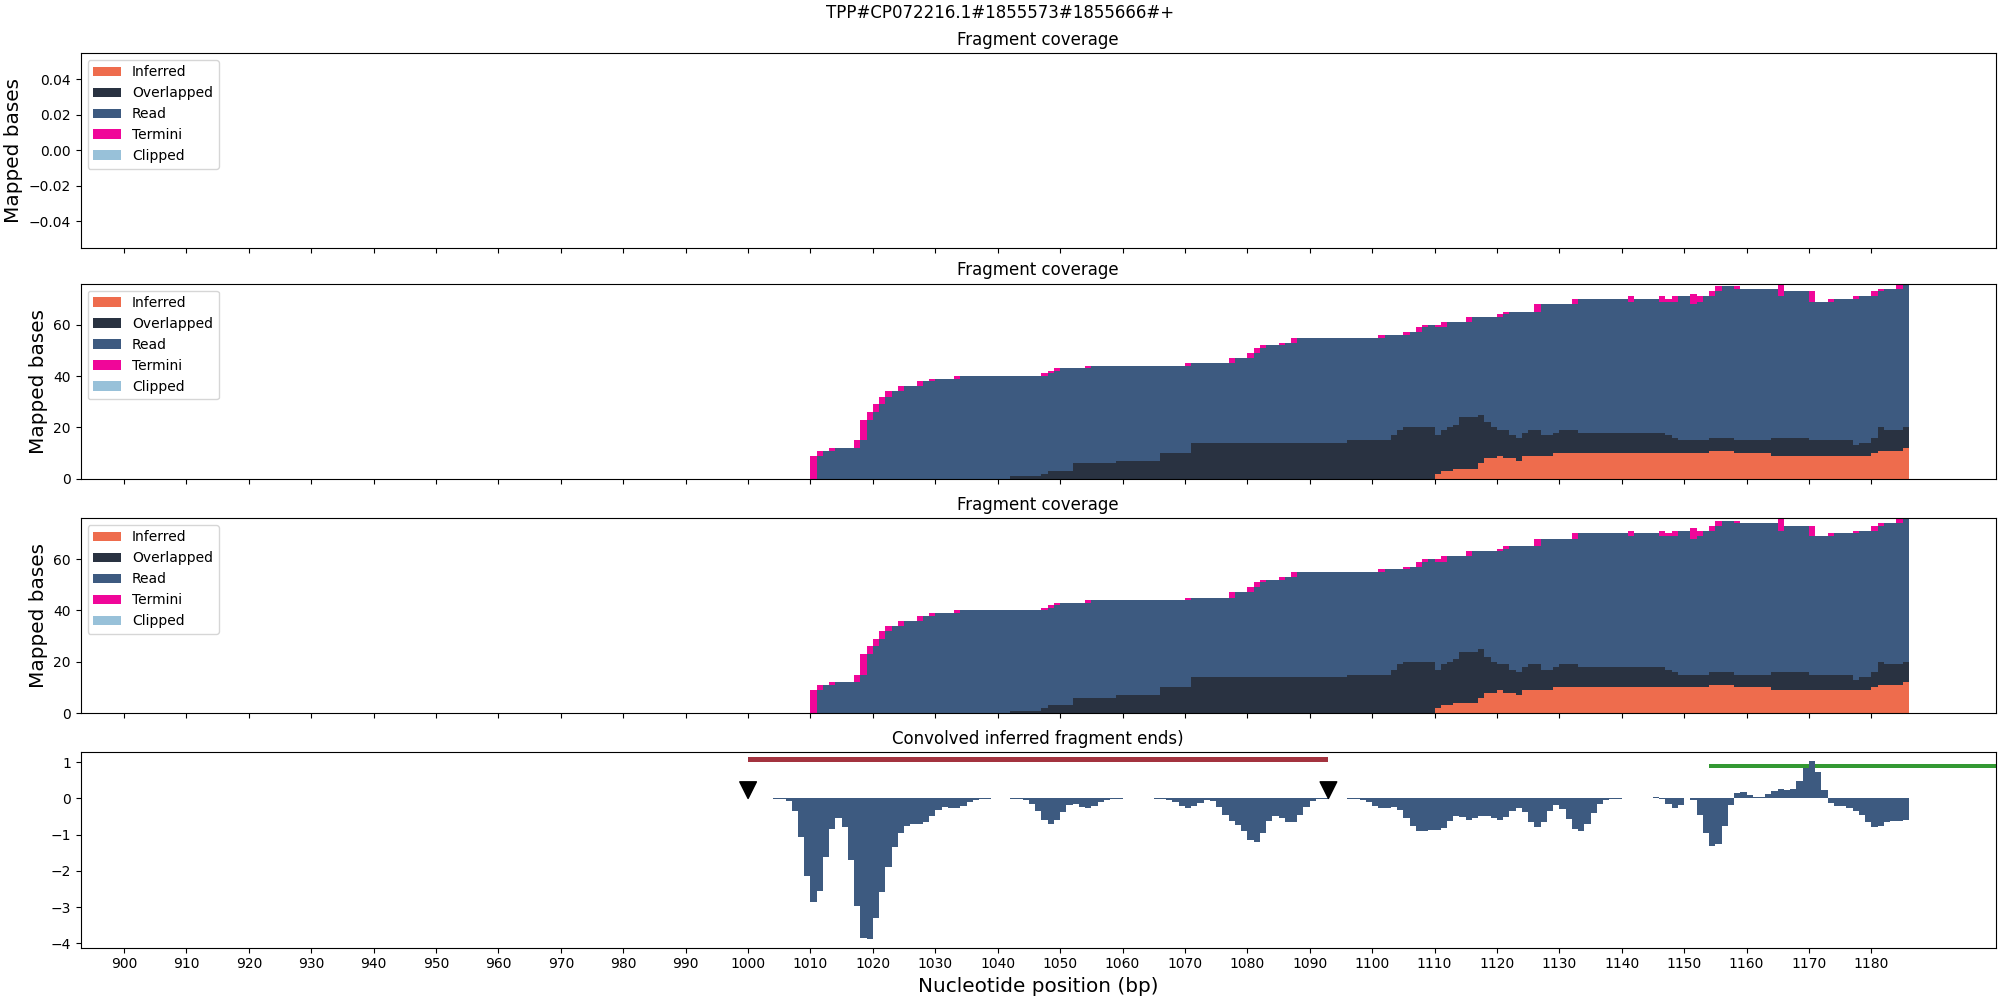 TPP#CP072216.1#1855573#1855666#+
Fragment coverage
Mapped bases
0.04
0.02
0.00
−0.02
−0.04
Inferred
Overlapped
Read
Termini
Clipped
Fragment coverage
Mapped bases
60
40
20
0
Inferred
Overlapped
Read
Termini
Clipped
Fragment coverage
Mapped bases
60
40
20
0
Inferred
Overlapped
Read
Termini
Clipped
Convolved inferred fragment ends)
1
0
−1
−2
−3
−4
900 910 920 930 940 950 960 970 980 990 1000 1010 1020 1030 1040 1050 1060 1070 1080 1090 1100 1110 1120 1130 1140 1150 1160 1170 1180
Nucleotide position (bp)